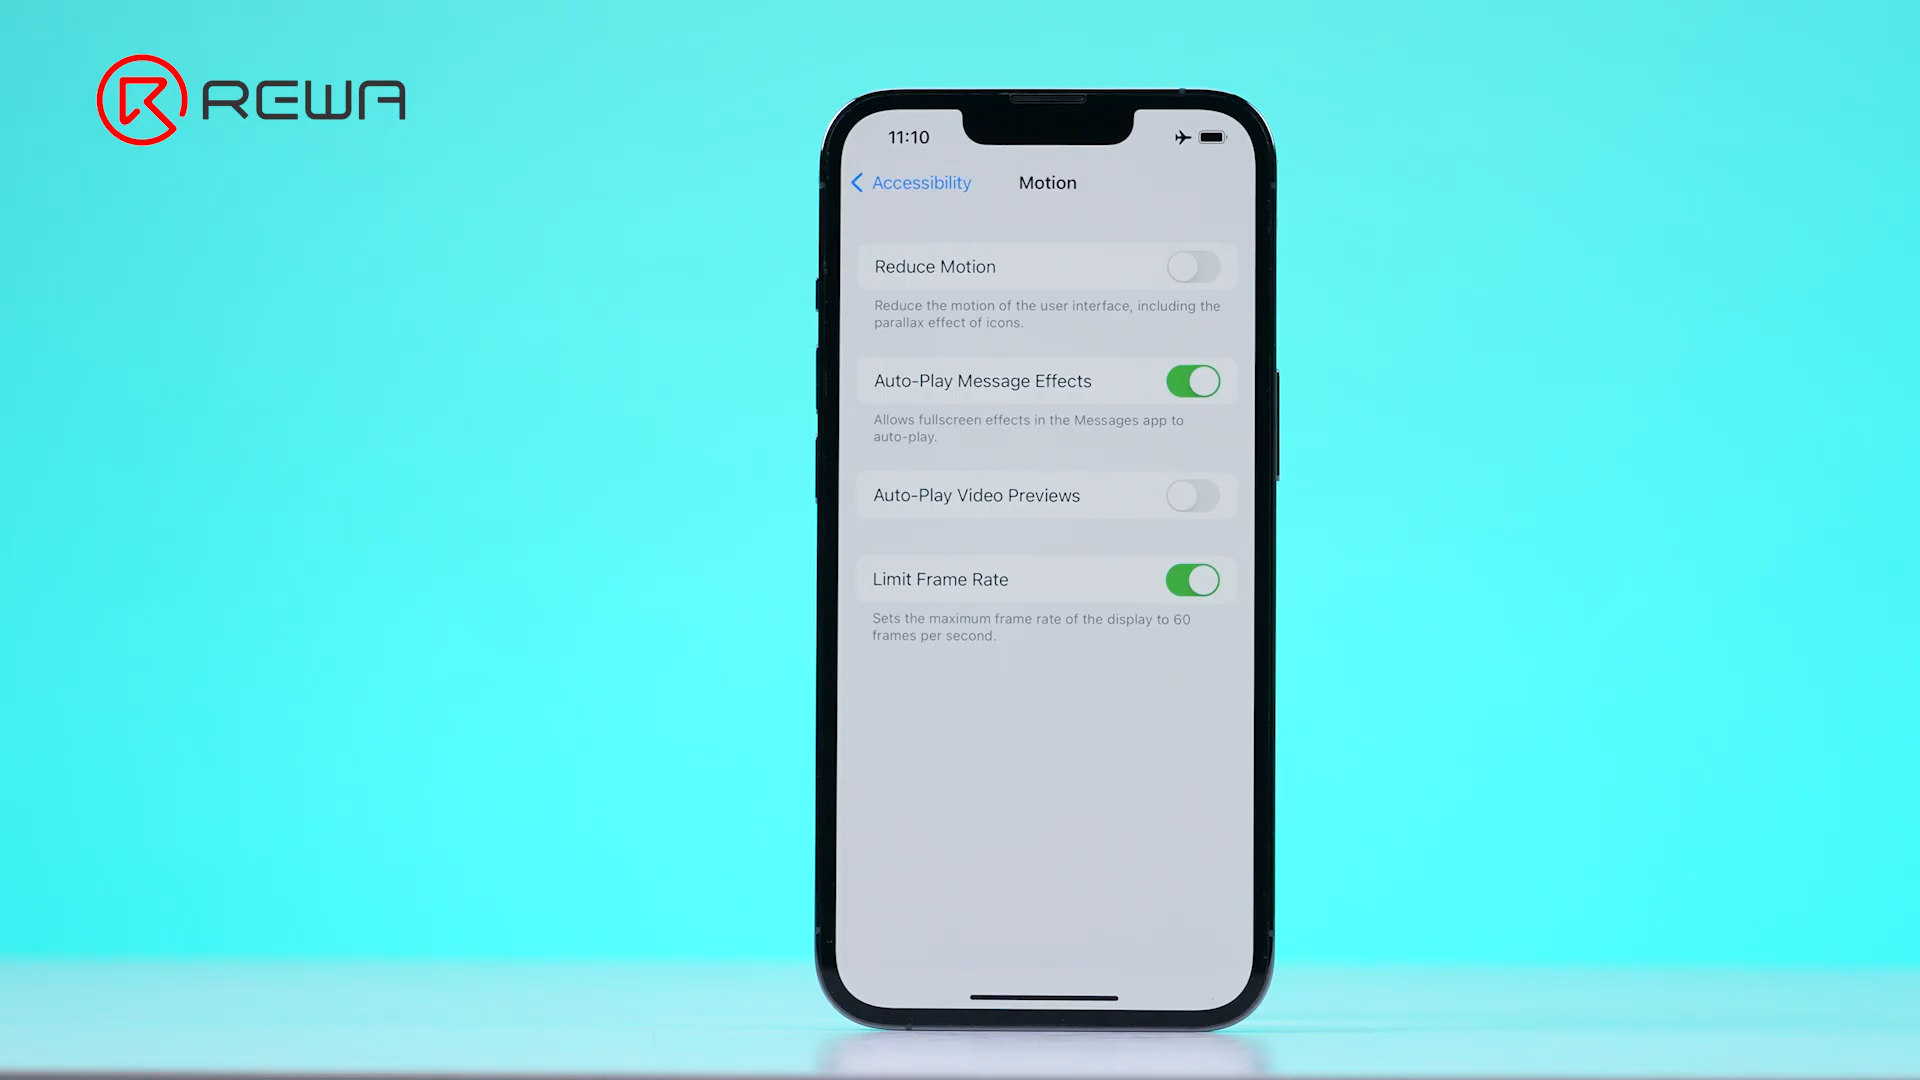 REWA
11:10
Accessibility
Motion
Reduce Motion
Reduce the motion of the user interface, including the
parallax effect of icons.
Auto-Play Message Effects
Allows fullscreen effects in the Messages app to
auto-play.
Auto-Play Video Previews
Limit Frame Rate
Sets the maximum frame rate of the display to 60
frames per second.